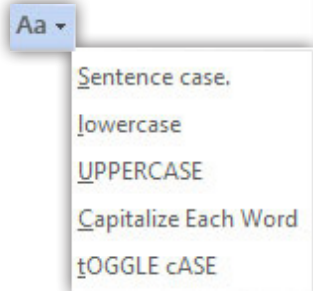 Aa
Sentence case.
lowercase
UPPERCASE
Capitalize Each Word
tOGGLE cASE